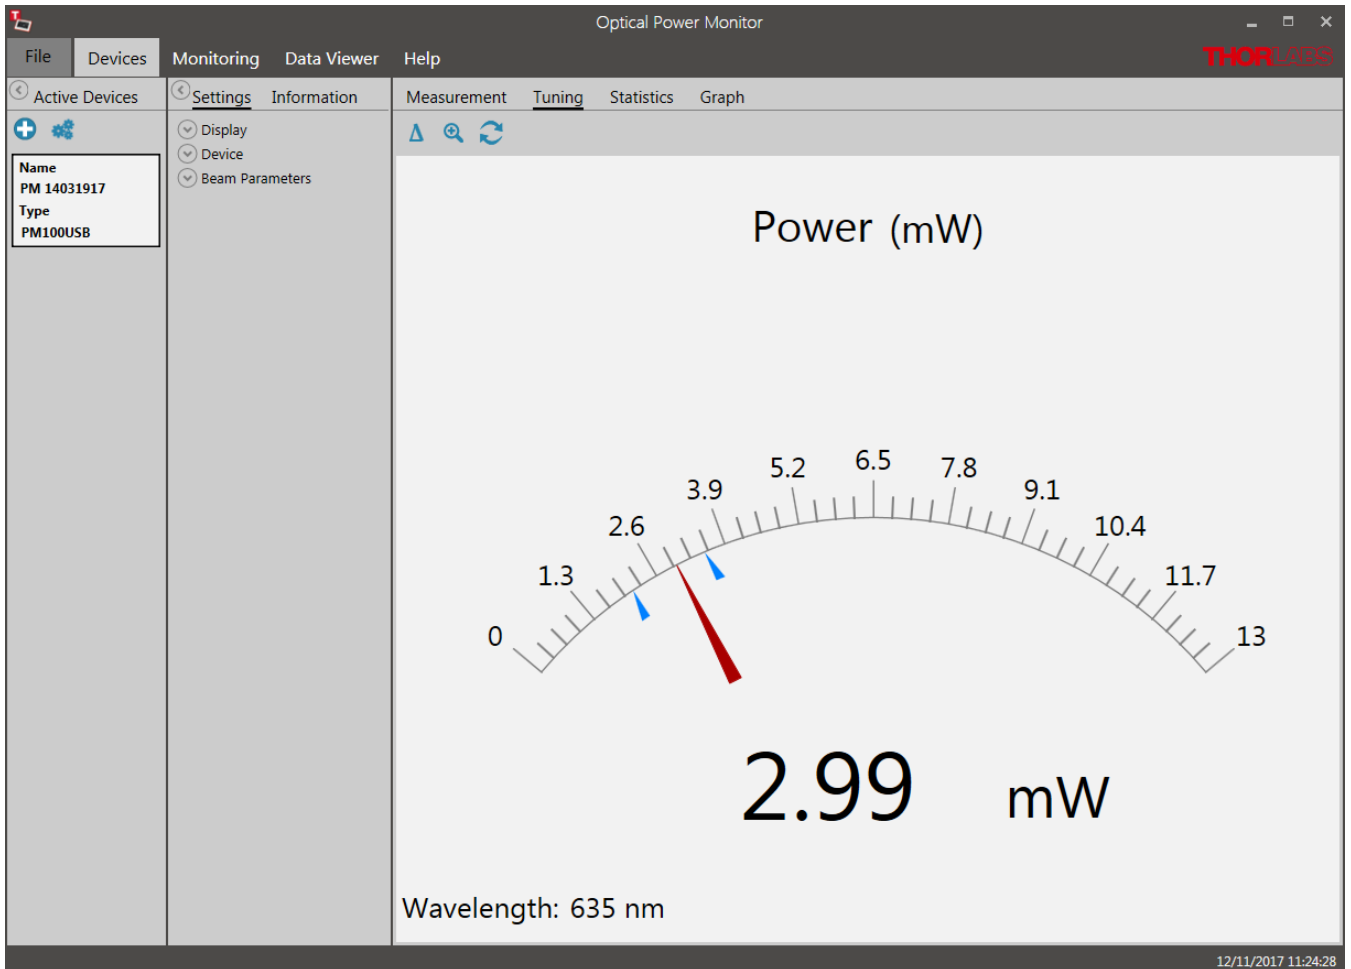 Optical Power Monitor
File Devices Monitoring Data Viewer Help
THORLABS
Active Devices
Settings Information
Measurement Tuning Statistics Graph
Name
PM 14031917
Type
PM100USB
Display
Device
Beam Parameters
Power (mW)
0 1.3 2.6 3.9 5.2 6.5 7.8 9.1 10.4 11.7 13
2.99 mW
Wavelength: 635 nm
12/11/2017 11:24:28